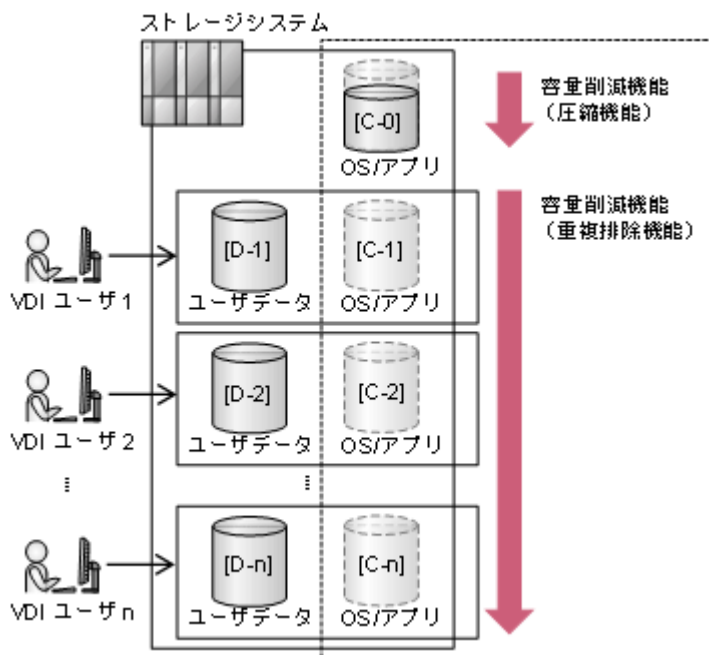 ストレージシステム
容量削減機能
（圧縮機能）
[C-0]
OS/アプリ
容量削減機能
（重複排除機能）
[D-1]
[C-1]
VDI ユーザ1
ユーザデータ
OS/アプリ
[D-2]
[C-2]
VDI ユーザ2
ユーザデータ
OS/アプリ
[D-n]
[C-n]
VDI ユーザn
ユーザデータ
OS/アプリ